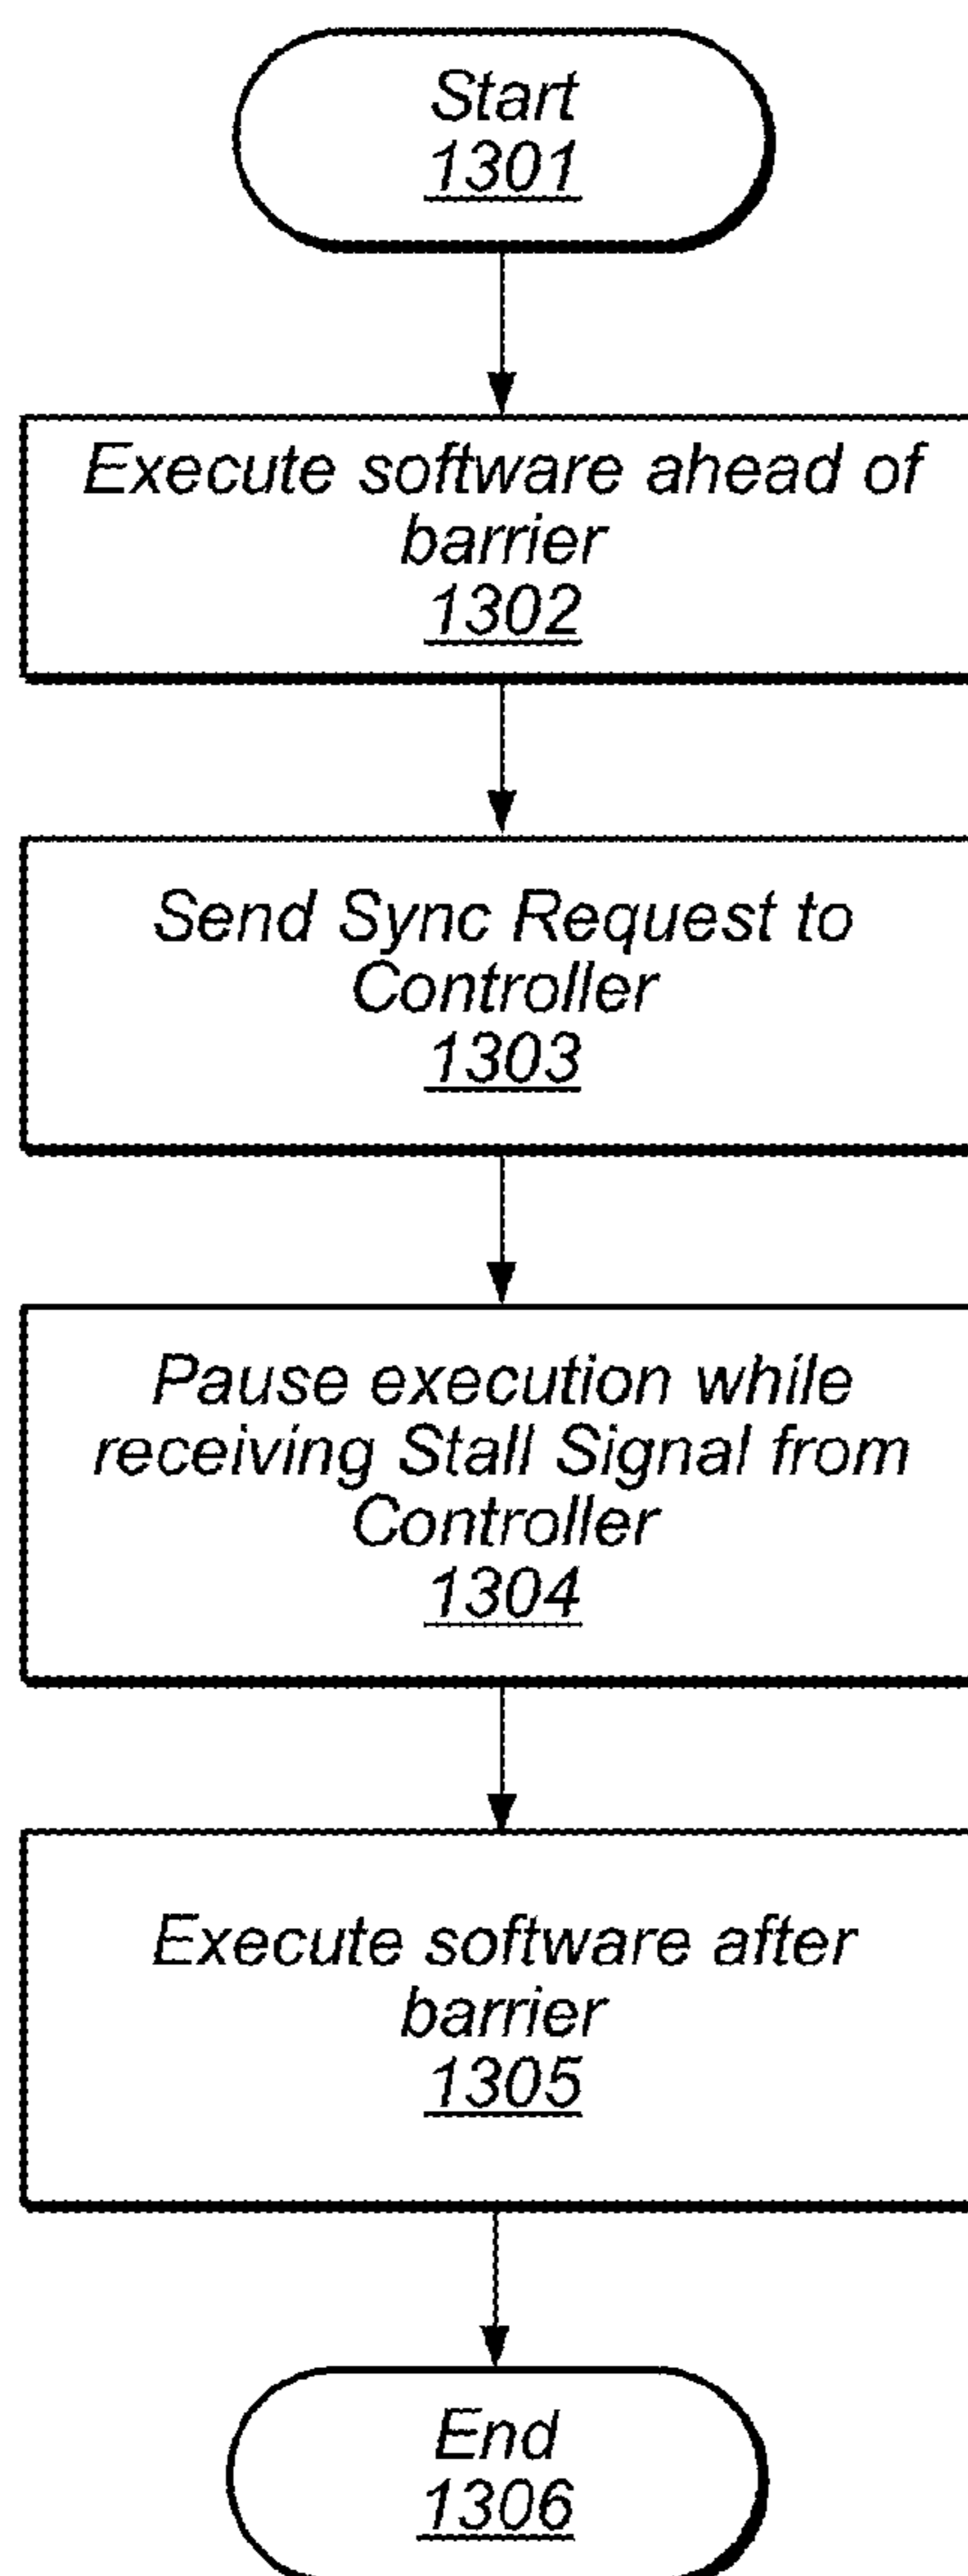 Start
1301
Execute software ahead of
barrier
1302
Send Sync Request to
Controller
1303
Pause execution while
receiving Stall Signal from
Controller
1304
Execute software after
barrier
1305
End
1306